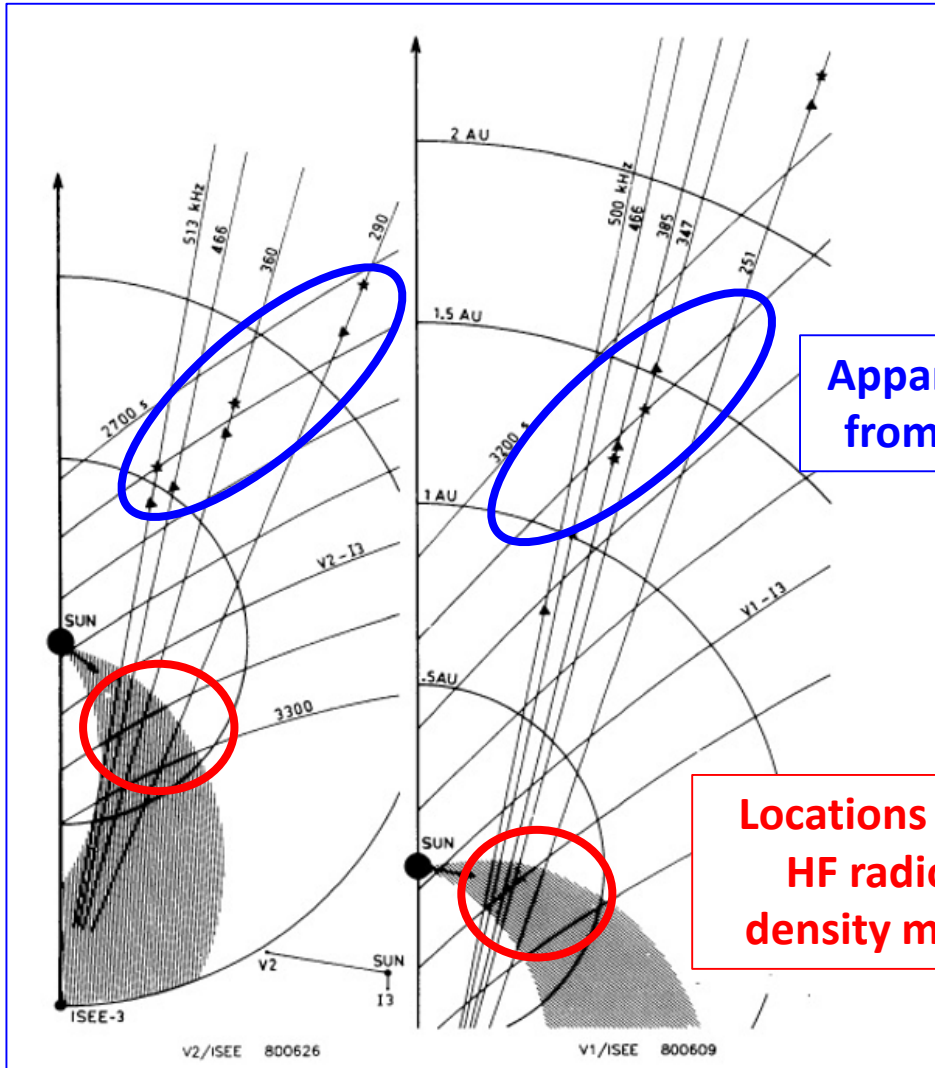 2 AU
513 kHz
466
360
290
500 kHz
466
385
347
251
1.5 AU
2700 s
3200 s
1 AU
V2-I3
V1-I3
SUN
.5AU
3300
SUN
V2
SUN
I3
ISEE-3
V2/ISEE 800626
V1/ISEE 800609
Appar
from
Locations
HF radio
density m